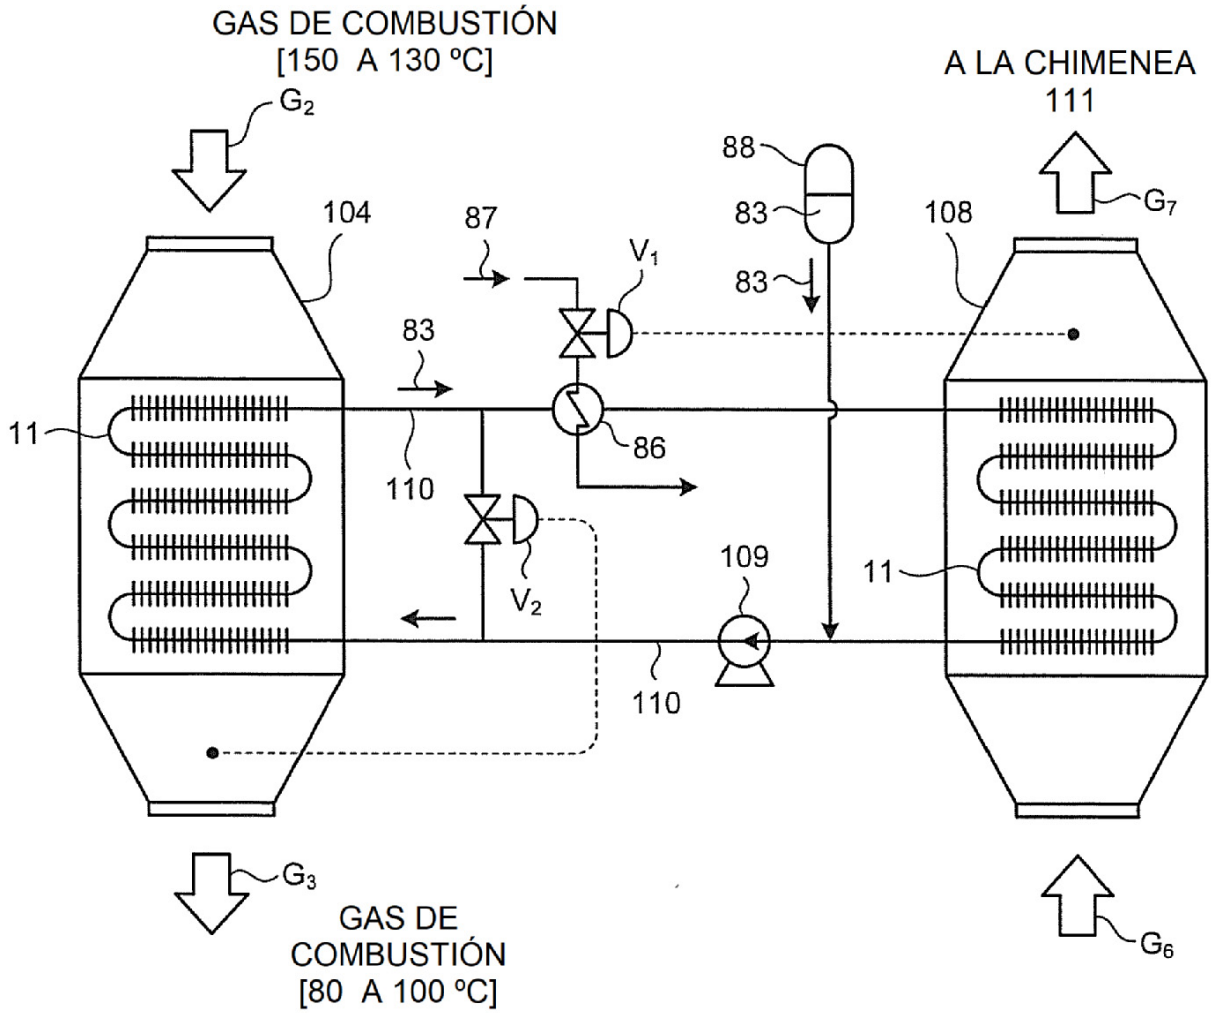 GAS DE COMBUSTIÓN
[150 A 130 ºC]
G2
A LA CHIMENEA
111
88
83
G7
108
104
87
V1
83
83
11
86
110
V2
109
11
110
G3
GAS DE
COMBUSTIÓN
[80 A 100 ºC]
G6